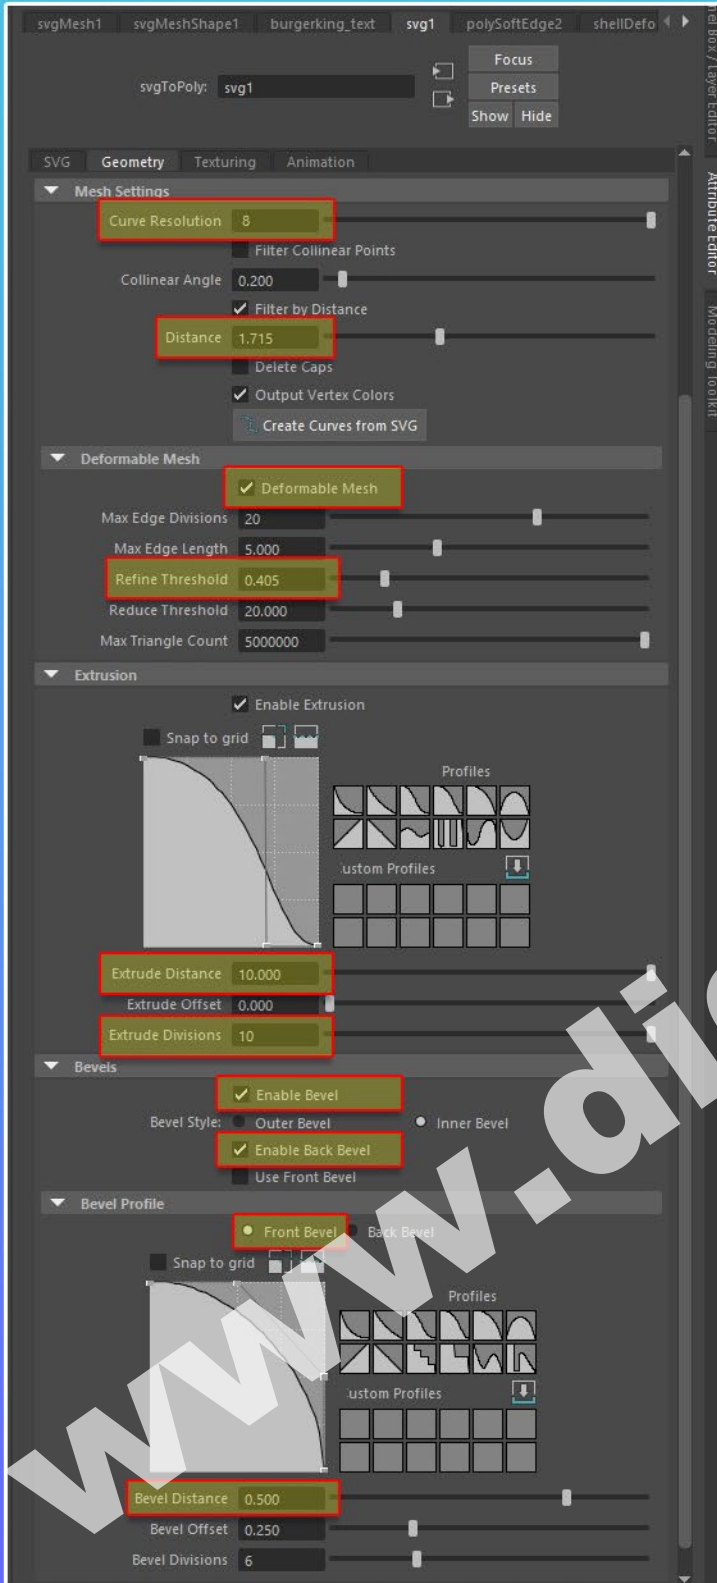 svgMesh1 svgMeshShape1 burgerking_text svg1 polySoftEdge2 shellDefo
Focus
svgToPoly: svg1
Presets
Show Hide
SVG Geometry Texturing Animation
Mesh Settings
Curve Resolution 8
Filter Collinear Points
Collinear Angle 0.200
Filter by Distance
Distance 1.715
Delete Caps
Output Vertex Colors
Create Curves from SVG
Deformable Mesh
Deformable Mesh
Max Edge Divisions 20
Max Edge Length 5.000
Refine Threshold 0.405
Reduce Threshold 20.000
Max Triangle Count 5000000
Extrusion
Enable Extrusion
Snap to grid
Profiles
ustom Profiles
Extrude Distance 10.000
Extrude Offset 0.000
Extrude Divisions 10
Bevels
Enable Bevel
Bevel Style: Outer Bevel Inner Bevel
Enable Back Bevel
Use Front Bevel
Bevel Profile
Front Bevel Back Bevel
Snap to grid
Profiles
ustom Profiles
Bevel Distance 0.500
Bevel Offset 0.250
Bevel Divisions 6
Box / Layer Editor
Attribute Editor
Modeling Toolkit
www.di